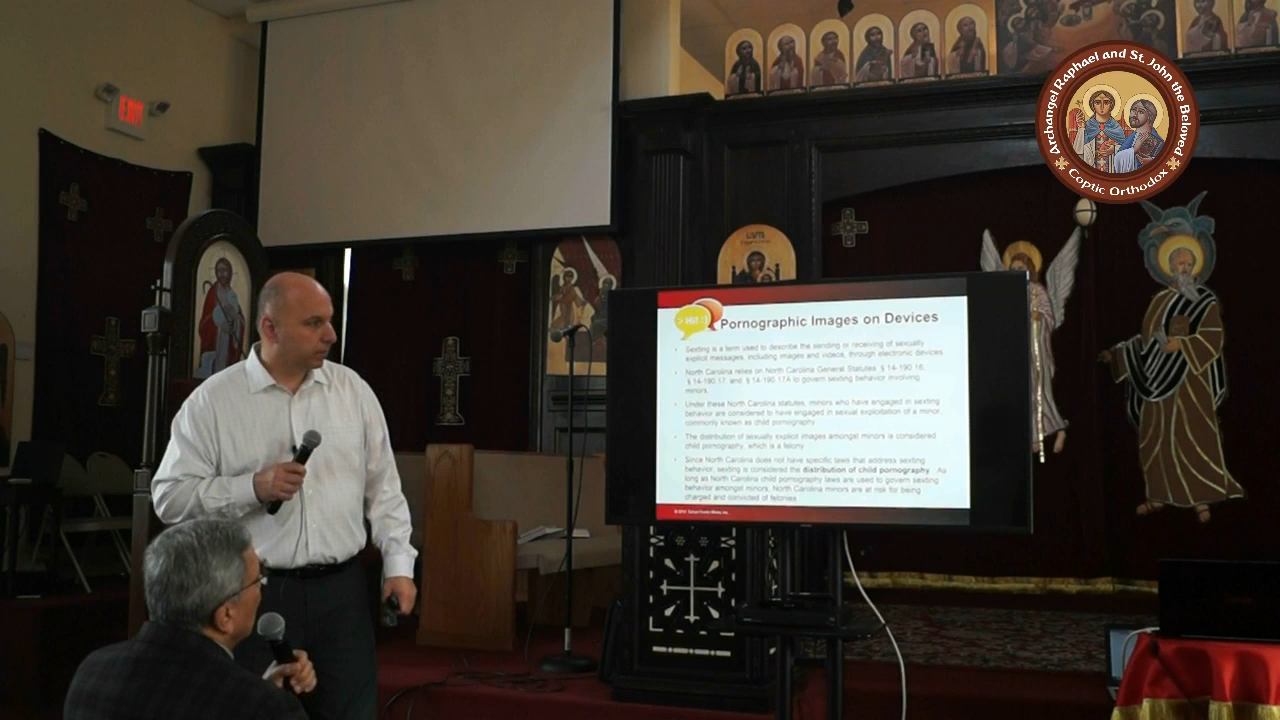 EXIT
Archangel Raphael and St. John the Beloved
Coptic Orthodox
Pornographic Images on Devices
Sexting is a term used to describe the sending or receiving of sexually
explicit messages, including images and videos, through electronic devices
North Carolina relies on North Carolina General Statutes § 14-190.16,
§ 14-190.17, and § 14-190.17A to govern sexting behavior involving
minors.
Under these North Carolina statutes, minors who have engaged in sexting
behavior are considered to have engaged in sexual exploitation of a minor,
commonly known as child pornography
The distribution of sexually explicit images amongst minors is considered
child pornography, which is a felony
Since North Carolina does not have specific laws that address sexting
behavior, sexting is considered the distribution of child pornography. As
long as North Carolina child pornography laws are used to govern sexting
behavior amongst minors, North Carolina minors are at risk for being
charged and convicted of felonies